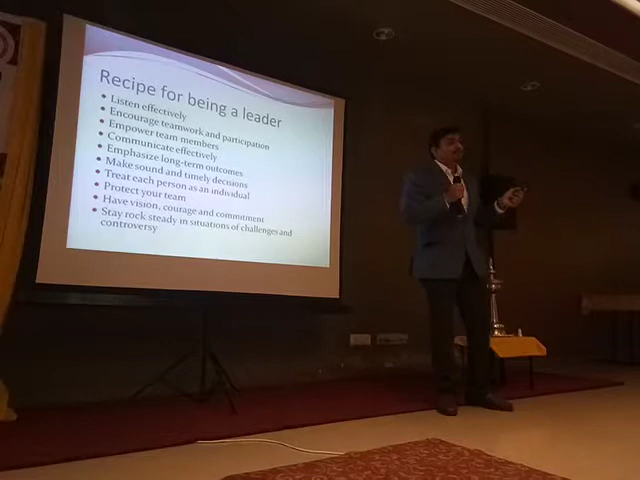 Recipe for being a leader
• Listen effectively
• Encourage teamwork and participation
• Empower team members
• Communicate effectively
• Emphasize long-term outcomes
• Make sound and timely decisions
• Treat each person as an individual
• Protect your team
• Have vision, courage and commitment
• Stay rock steady in situations of challenges and
controversy